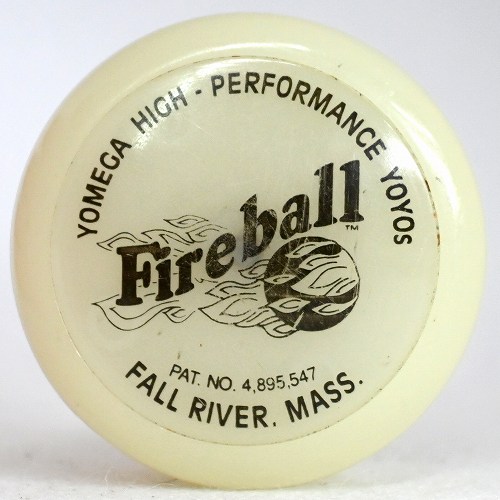 YOMEGA HIGH - PERFORMANCE YOYOS
Fireball™
PAT. NO. 4,895,547
FALL RIVER. MASS.